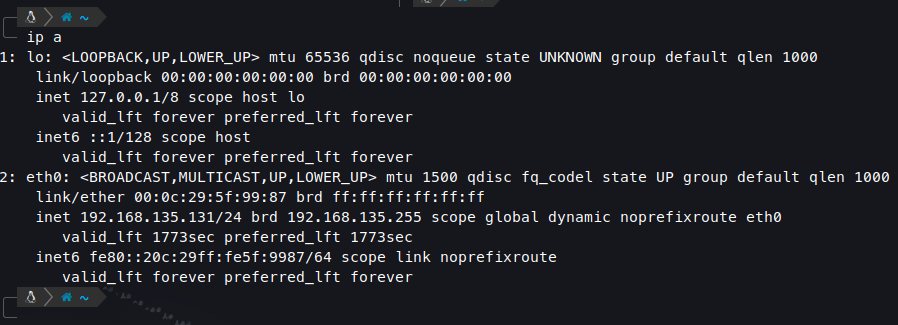 ~
ip a
1: lo: <LOOPBACK,UP,LOWER_UP> mtu 65536 qdisc noqueue state UNKNOWN group default qlen 1000
    link/loopback 00:00:00:00:00:00 brd 00:00:00:00:00:00
    inet 127.0.0.1/8 scope host lo
       valid_lft forever preferred_lft forever
    inet6 ::1/128 scope host
       valid_lft forever preferred_lft forever
2: eth0: <BROADCAST,MULTICAST,UP,LOWER_UP> mtu 1500 qdisc fq_codel state UP group default qlen 1000
    link/ether 00:0c:29:5f:99:87 brd ff:ff:ff:ff:ff:ff
    inet 192.168.135.131/24 brd 192.168.135.255 scope global dynamic noprefixroute eth0
       valid_lft 1773sec preferred_lft 1773sec
    inet6 fe80::20c:29ff:fe5f:9987/64 scope link noprefixroute
       valid_lft forever preferred_lft forever
~